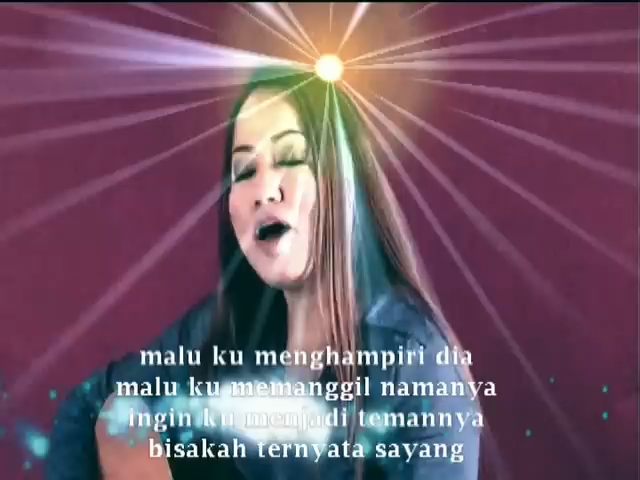 malu ku menghampiri dia
malu ku memanggil namanya
ingin ku menjadi temannya
bisakah ternyata sayang